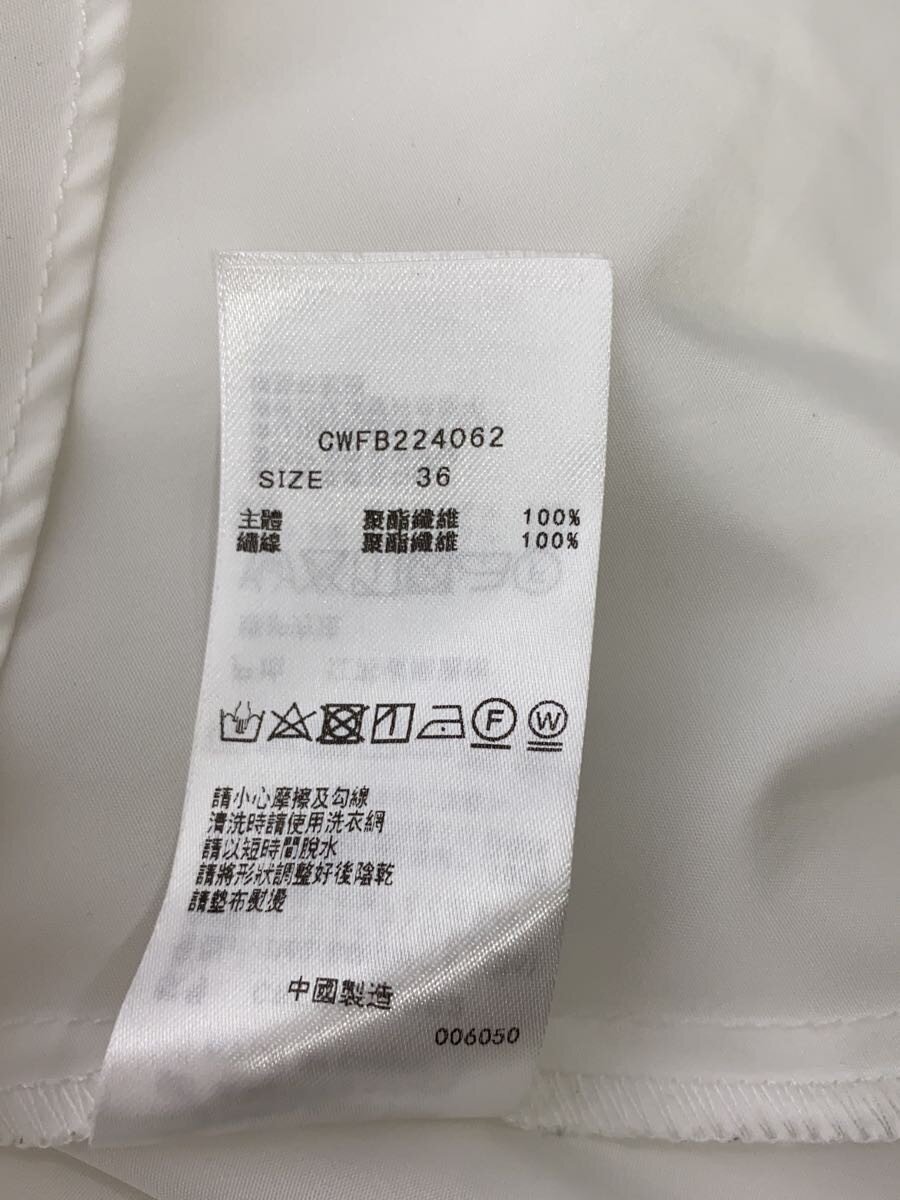 CWFB224062
SIZE 36
主體 聚酯纖維 100%
繡線 聚酯纖維 100%
F W
請小心摩擦及勾線
清洗時請使用洗衣網
請以短時間脫水
請將形狀調整好後陰乾
請墊布熨燙
中國製造
006050